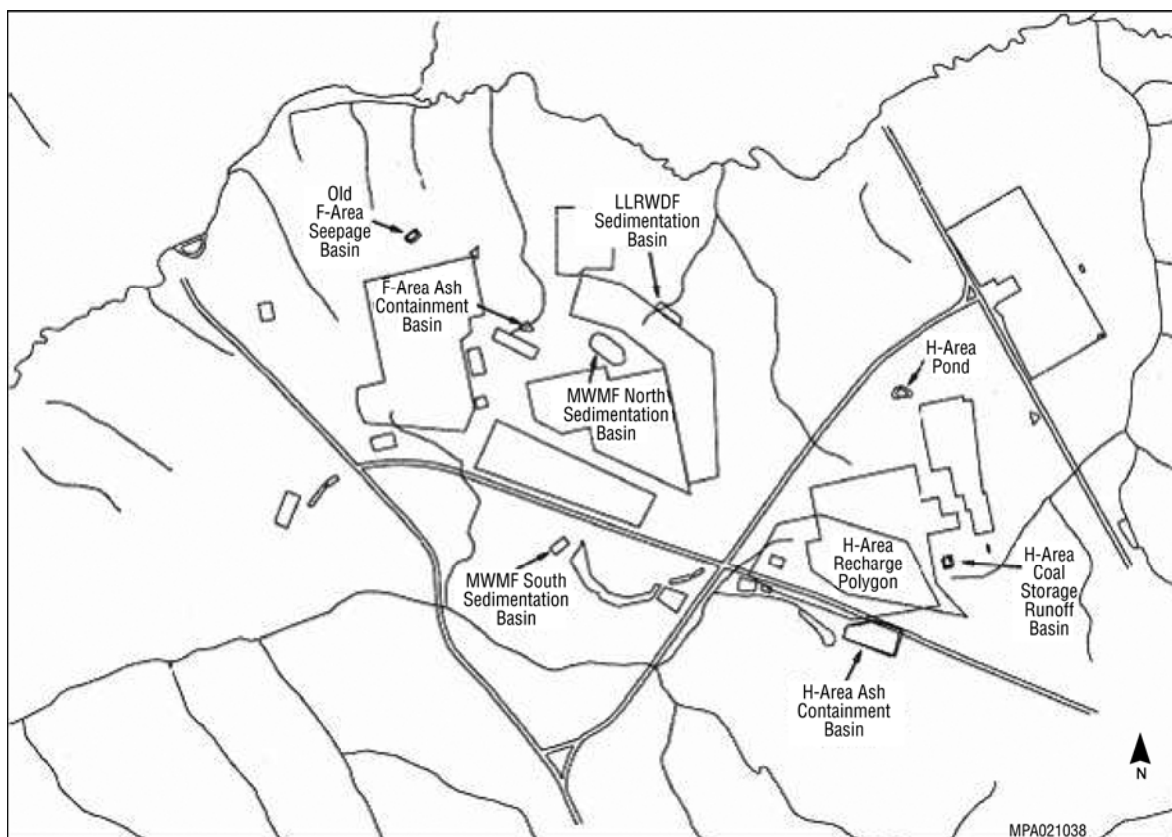 Old
F-Area
Seepage
Basin
LLRWDF
Sedimentation
Basin
F-Area Ash
Containment
Basin
H-Area
Pond
MWMF North
Sedimentation
Basin
MWMF South
Sedimentation
Basin
H-Area
Recharge
Polygon
H-Area
Coal
Storage
Runoff
Basin
H-Area Ash
Containment
Basin
N
MPA021038